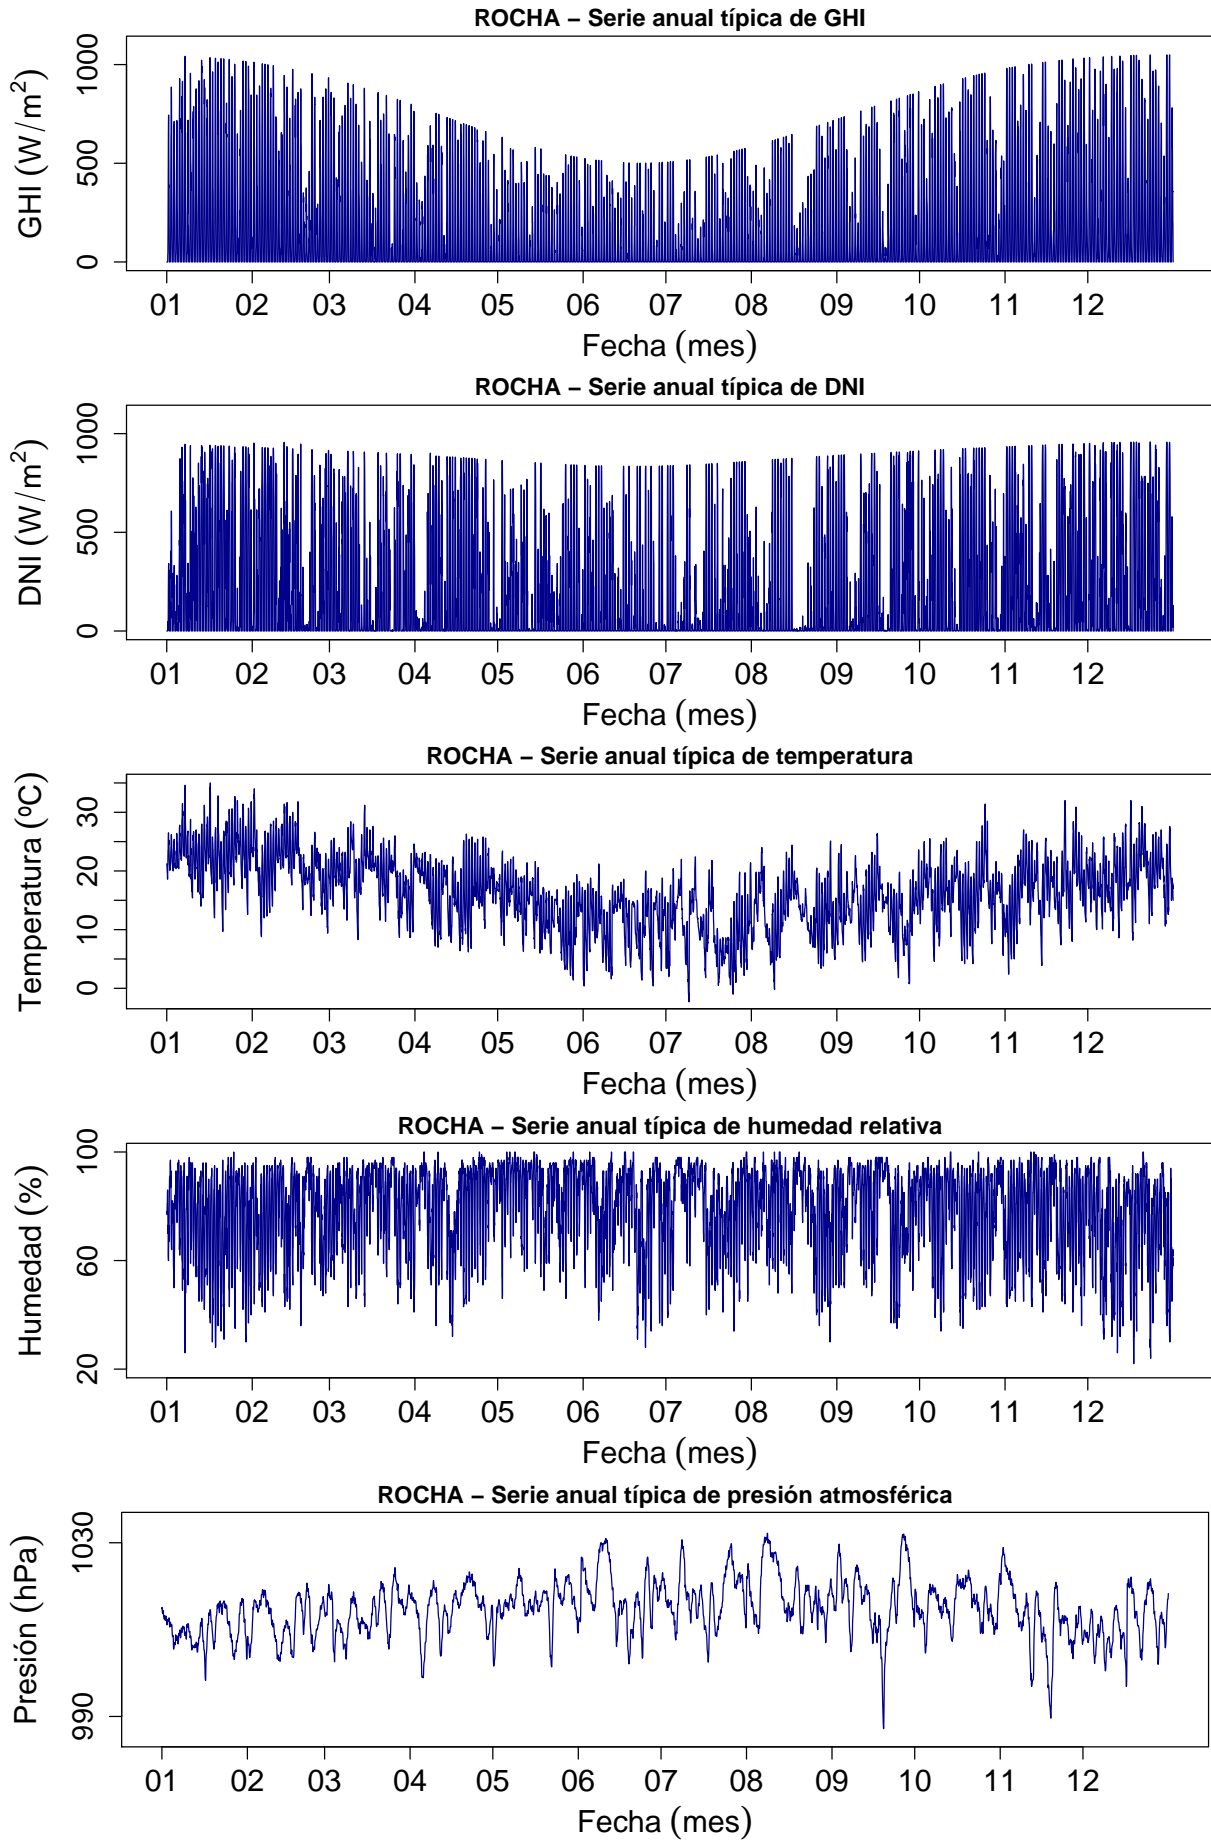 ROCHA – Serie anual típica de GHI
GHI (W/m²)
1000
500
0
01 02 03 04 05 06 07 08 09 10 11 12
Fecha (mes)
ROCHA – Serie anual típica de DNI
DNI (W/m²)
1000
500
0
01 02 03 04 05 06 07 08 09 10 11 12
Fecha (mes)
ROCHA – Serie anual típica de temperatura
Temperatura (ºC)
30
20
10
0
01 02 03 04 05 06 07 08 09 10 11 12
Fecha (mes)
ROCHA – Serie anual típica de humedad relativa
Humedad (%)
100
60
20
01 02 03 04 05 06 07 08 09 10 11 12
Fecha (mes)
ROCHA – Serie anual típica de presión atmosférica
Presión (hPa)
1030
990
01 02 03 04 05 06 07 08 09 10 11 12
Fecha (mes)